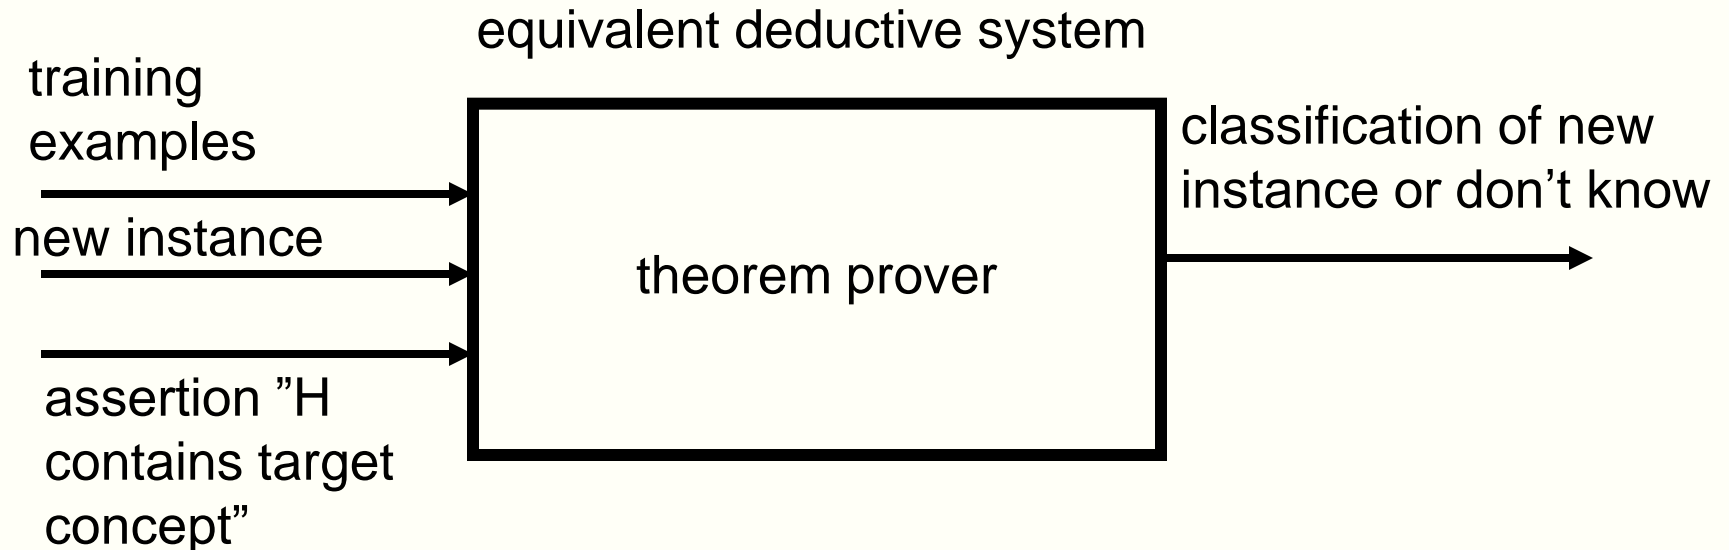 equivalent deductive system
training
examples
new instance
assertion ”H
contains target
concept”
theorem prover
classification of new
instance or don’t know